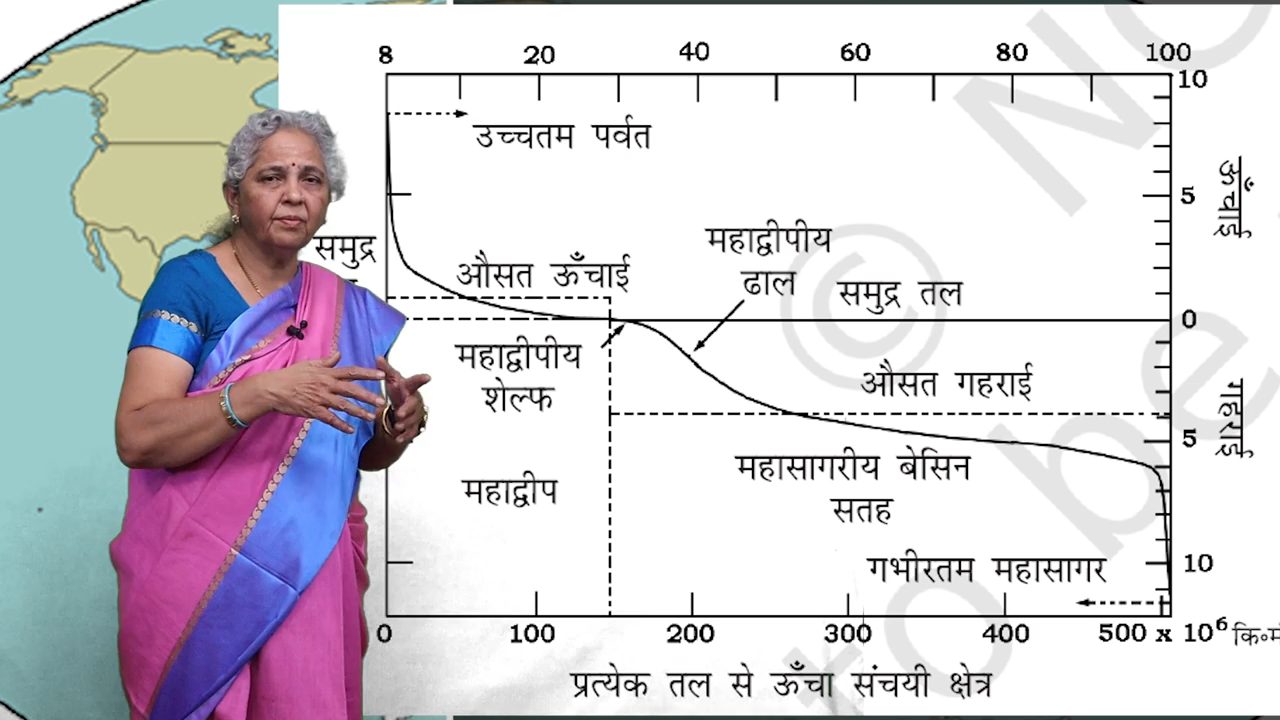 8 20 40 60 80 100
10
उच्चतम पर्वत
5
ऊँचाई
महाद्वीपीय
ढाल
समुद्र
औसत ऊँचाई
समुद्र तल
0
महाद्वीपीय
शेल्फ
औसत गहराई
गहराई
5
महासागरीय बेसिन
सतह
महाद्वीप
गभीरतम महासागर
10
0 100 200 300 400 500 x 10⁶ कि॰मी
प्रत्येक तल से ऊँचा संचयी क्षेत्र
©
be